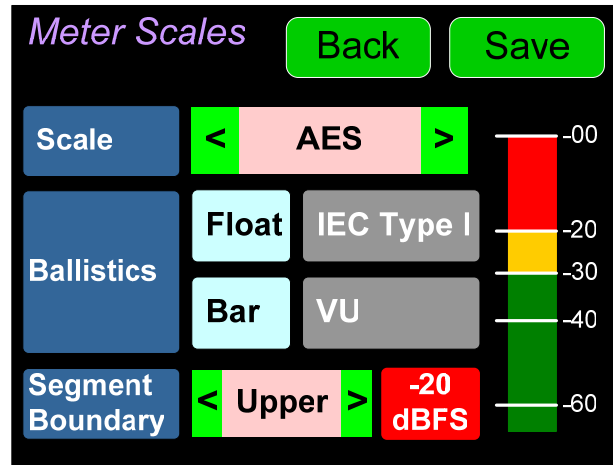 Meter Scales
Back
Save
Scale
<
AES
>
Ballistics
Float
IEC Type I
Bar
VU
Segment
Boundary
<
Upper
>
-20
dBFS
-00
-20
-30
-40
-60